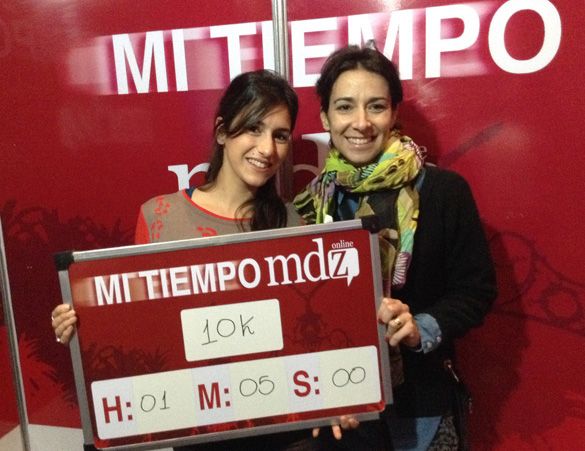 MI TIEMPO
MI TIEMPO mdz online
10K
H: 01 M: 05 S: 00